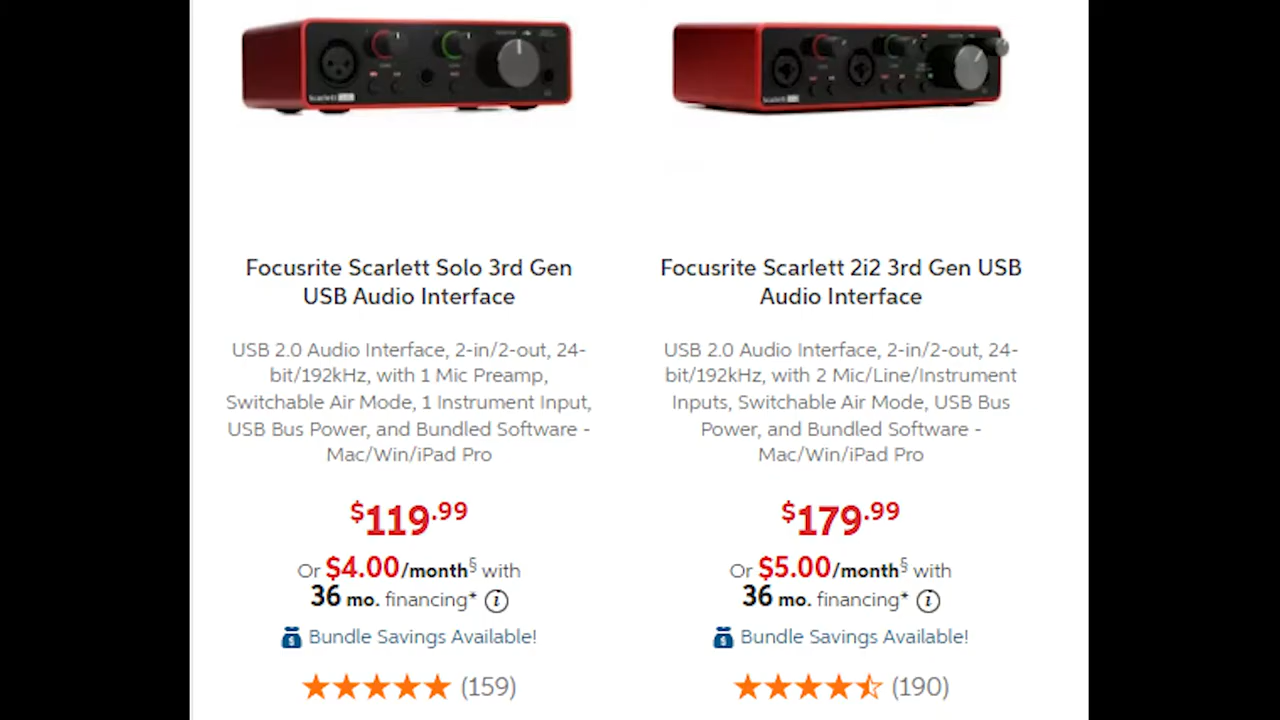 Scarlett
Scarlett
Focusrite Scarlett Solo 3rd Gen
USB Audio Interface
USB 2.0 Audio Interface, 2-in/2-out, 24-
bit/192kHz, with 1 Mic Preamp,
Switchable Air Mode, 1 Instrument Input,
USB Bus Power, and Bundled Software -
Mac/Win/iPad Pro
$119.99
Or $4.00/month§ with
36 mo. financing* i
Bundle Savings Available!
(159)
Focusrite Scarlett 2i2 3rd Gen USB
Audio Interface
USB 2.0 Audio Interface, 2-in/2-out, 24-
bit/192kHz, with 2 Mic/Line/Instrument
Inputs, Switchable Air Mode, USB Bus
Power, and Bundled Software -
Mac/Win/iPad Pro
$179.99
Or $5.00/month§ with
36 mo. financing* i
Bundle Savings Available!
(190)